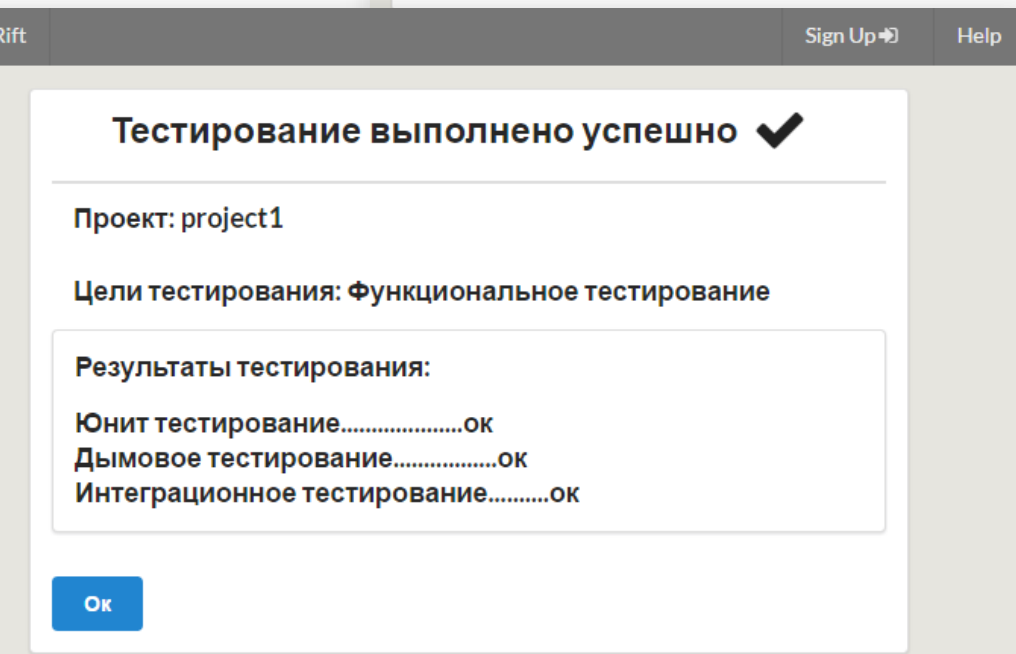 Rift Sign Up Help
Тестирование выполнено успешно
Проект: project1
Цели тестирования: Функциональное тестирование
Результаты тестирования:
Юнит тестирование....................ок
Дымовое тестирование.................ок
Интеграционное тестирование..........ок
Ок